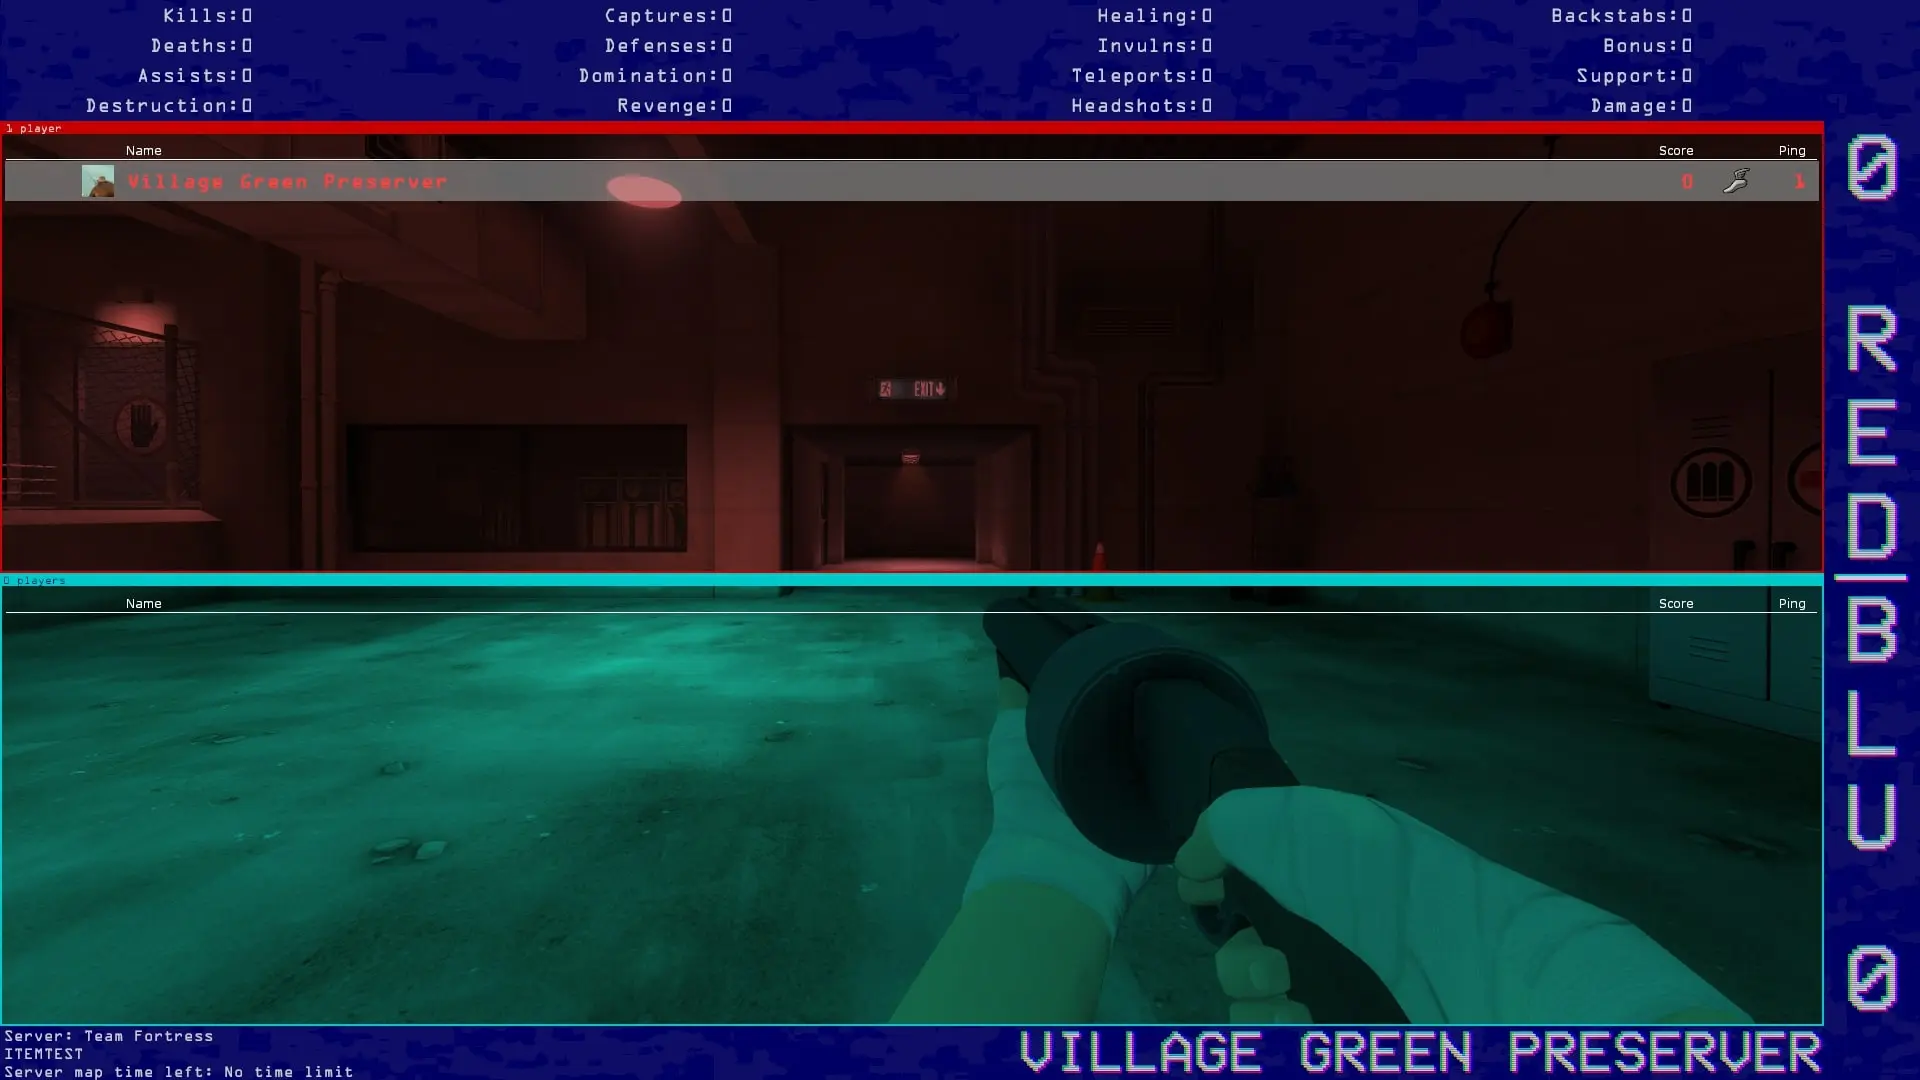 Kills:0
Captures:0
Healing:0
Backstabs:0
Deaths:0
Defenses:0
Invulns:0
Bonus:0
Assists:0
Domination:0
Teleports:0
Support:0
Destruction:0
Revenge:0
Headshots:0
Damage:0
1 player
Name Score Ping
Village Green Preserver 0 1
EXIT
0 players
Name Score Ping
0 RED
BLU 0
Server: Team Fortress
ITEMTEST
Server map time left: No time limit
VILLAGE GREEN PRESERVER